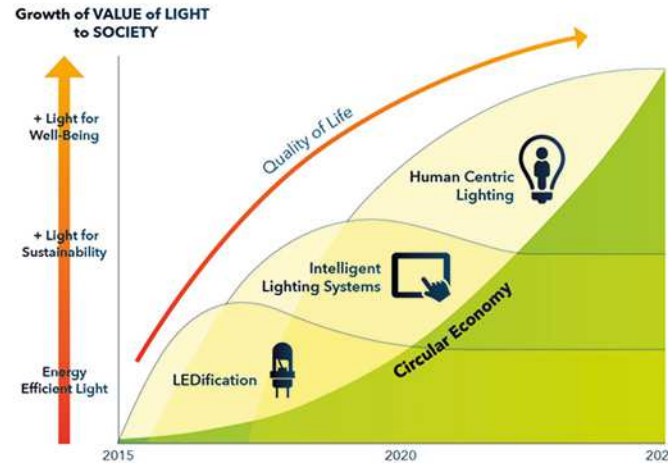 Growth of VALUE of LIGHT
to SOCIETY
+ Light for
Well-Being
+ Light for
Sustainability
Energy
Efficient Light
Quality of Life
Human Centric
Lighting
Intelligent
Lighting Systems
LEDification
Circular Economy
2015
2020